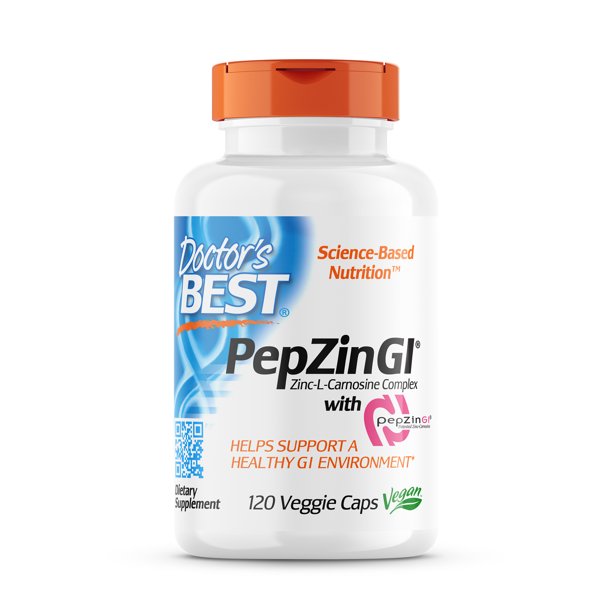 Doctor's
BEST®
Science-Based
Nutrition™
PepZinGI®
Zinc-L-Carnosine Complex
with
PepZinGI®
HELPS SUPPORT A
HEALTHY GI ENVIRONMENT*
Dietary
Supplement
120 Veggie Caps
Vegan